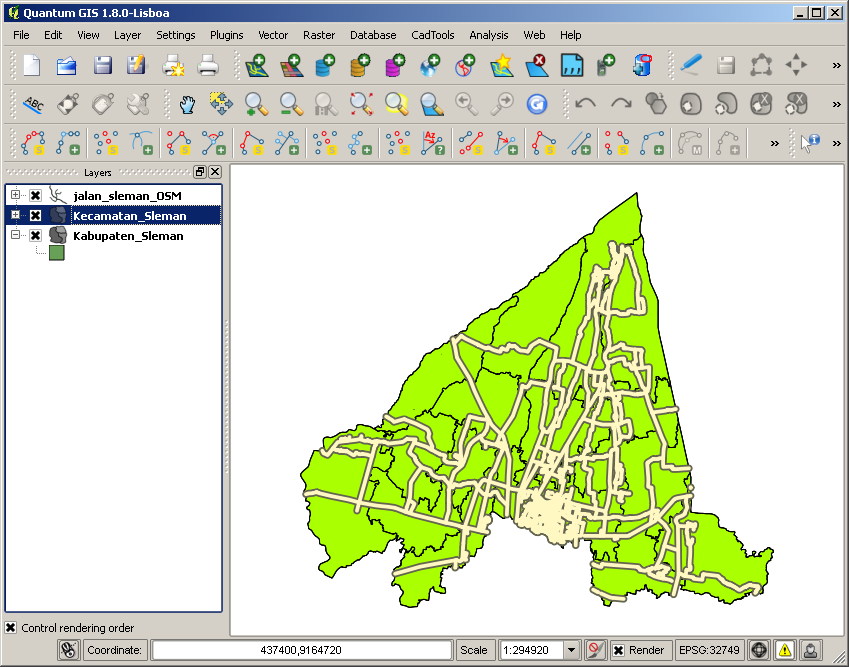 Quantum GIS 1.8.0-Lisboa
File Edit View Layer Settings Plugins Vector Raster Database CadTools Analysis Web Help
Layers
jalan_sleman_OSM
Kecamatan_Sleman
Kabupaten_Sleman
Control rendering order
Coordinate: 437400,9164720 Scale 1:294920 Render EPSG:32749